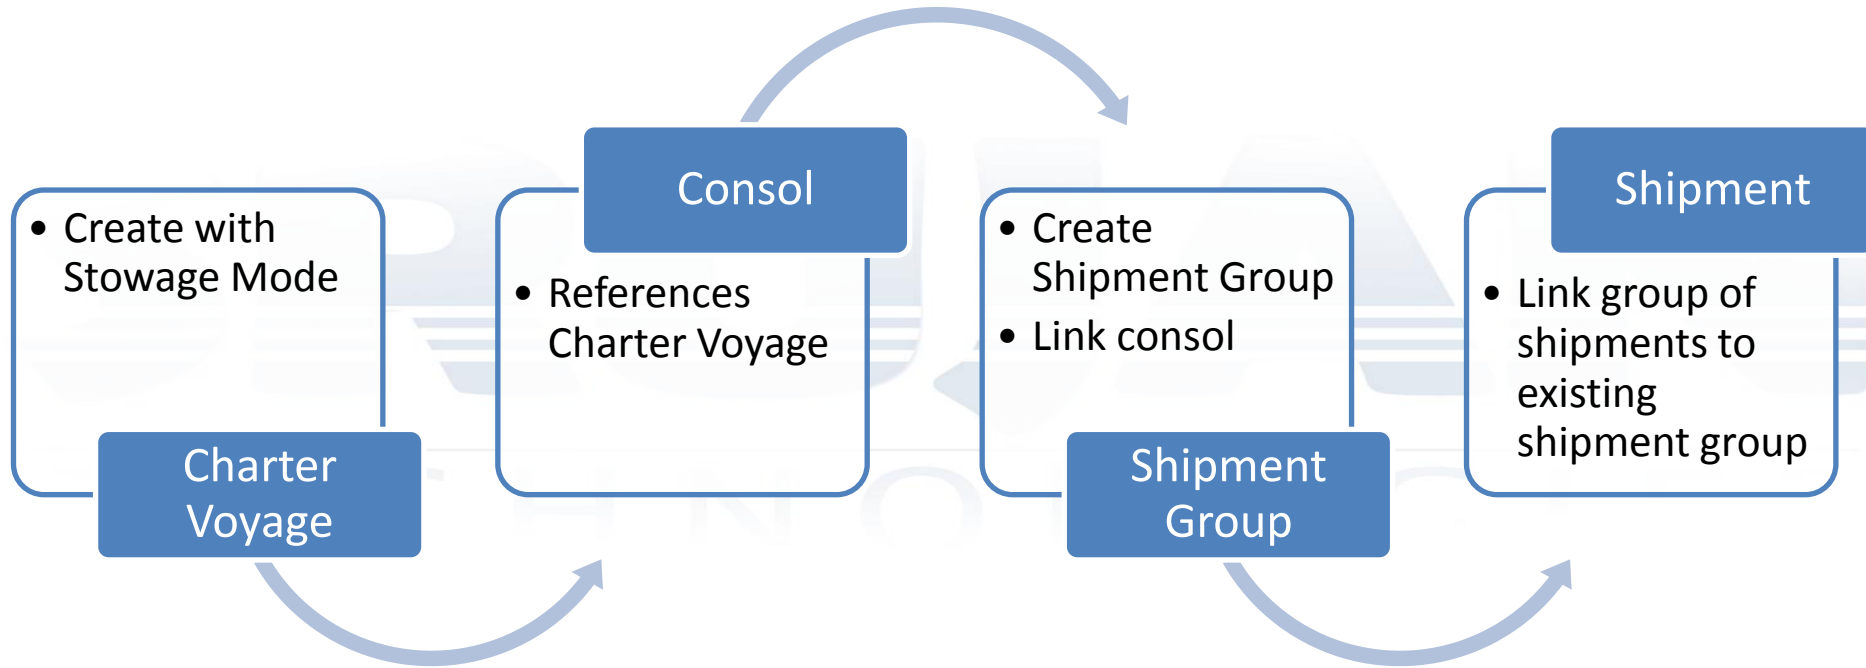 • Create with
Stowage Mode
Charter
Voyage
Consol
• References
Charter Voyage
• Create
Shipment Group
• Link consol
Shipment
Group
Shipment
• Link group of
shipments to
existing
shipment group